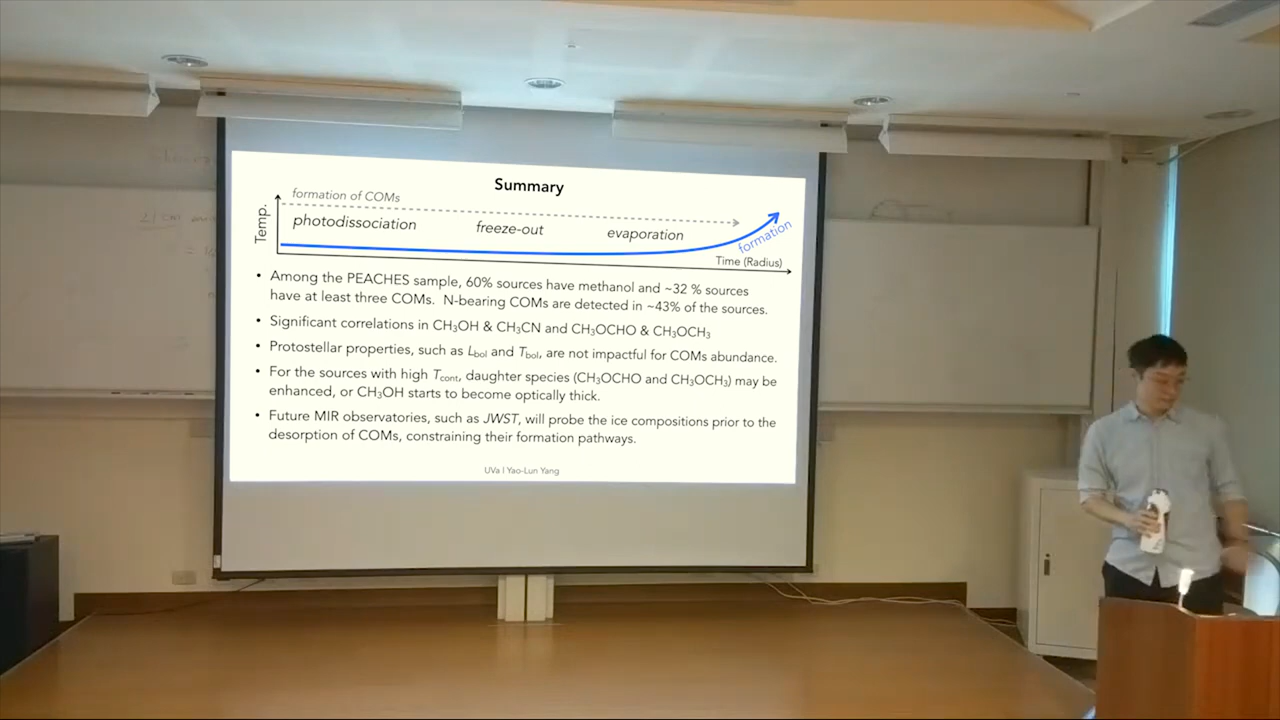 Summary
formation of COMs
Temp.
photodissociation
freeze-out
evaporation
formation
Time (Radius)
• Among the PEACHES sample, 60% sources have methanol and ~32 % sources
have at least three COMs. N-bearing COMs are detected in ~43% of the sources.
• Significant correlations in CH₃OH & CH₃CN and CH₃OCHO & CH₃OCH₃
• Protostellar properties, such as L_bol and T_bol, are not impactful for COMs abundance.
• For the sources with high T_cont, daughter species (CH₃OCHO and CH₃OCH₃) may be
enhanced, or CH₃OH starts to become optically thick.
• Future MIR observatories, such as JWST, will probe the ice compositions prior to the
desorption of COMs, constraining their formation pathways.
UVa | Yao-Lun Yang